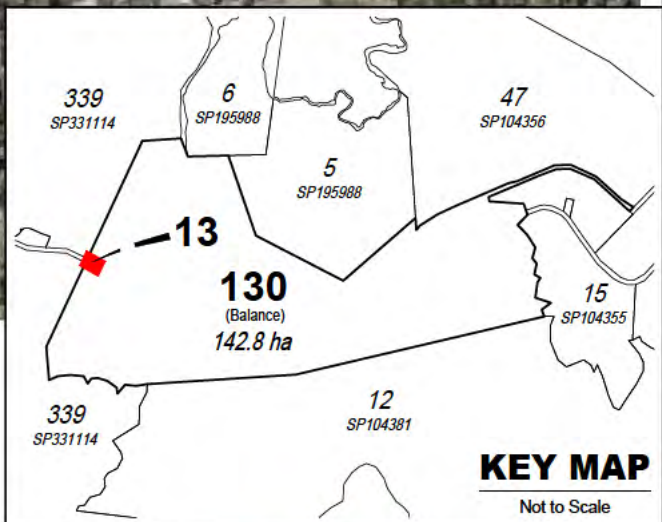 339
SP331114
6
SP195988
47
SP104356
5
SP195988
13
130
(Balance)
142.8 ha
15
SP104355
339
SP331114
12
SP104381
KEY MAP
Not to Scale